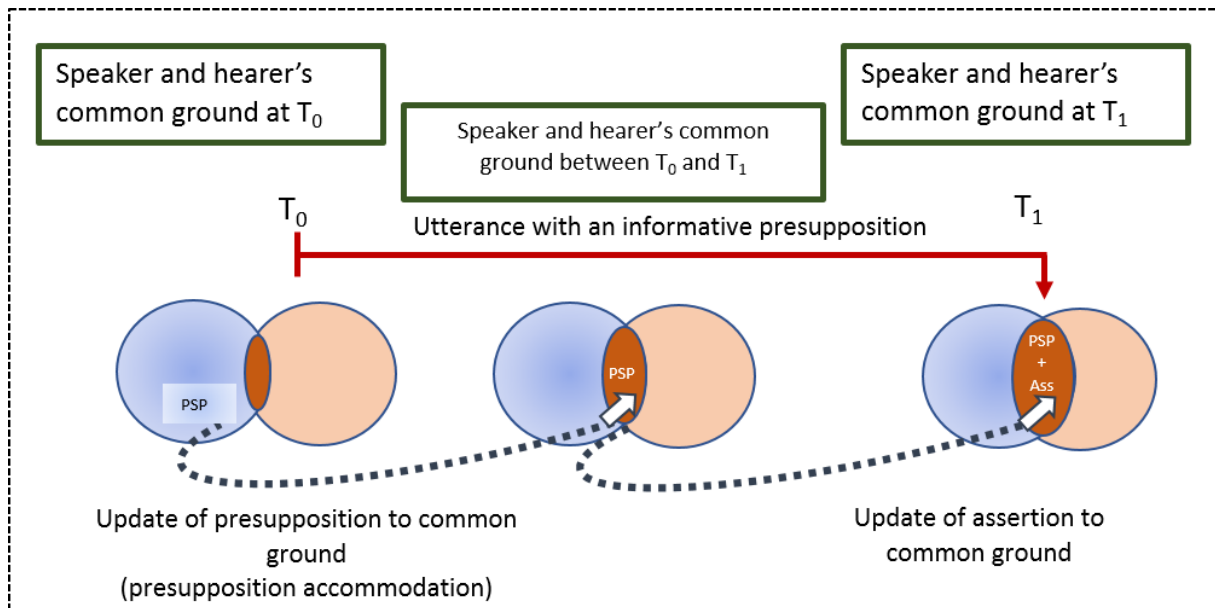 Speaker and hearer's
common ground at T₀
Speaker and hearer's common
ground between T₀ and T₁
Speaker and hearer's
common ground at T₁
T₀
Utterance with an informative presupposition
T₁
PSP
PSP
PSP
+
Ass
Update of presupposition to common
ground
(presupposition accommodation)
Update of assertion to
common ground